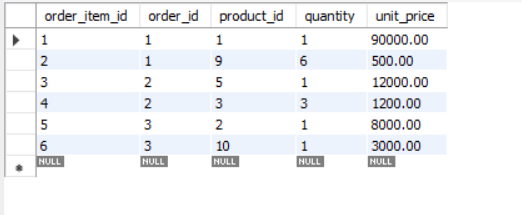 order_item_id order_id product_id quantity unit_price
1 1 1 1 90000.00
2 1 9 6 500.00
3 2 5 1 12000.00
4 2 3 3 1200.00
5 3 2 1 8000.00
6 3 10 1 3000.00
NULL NULL NULL NULL NULL